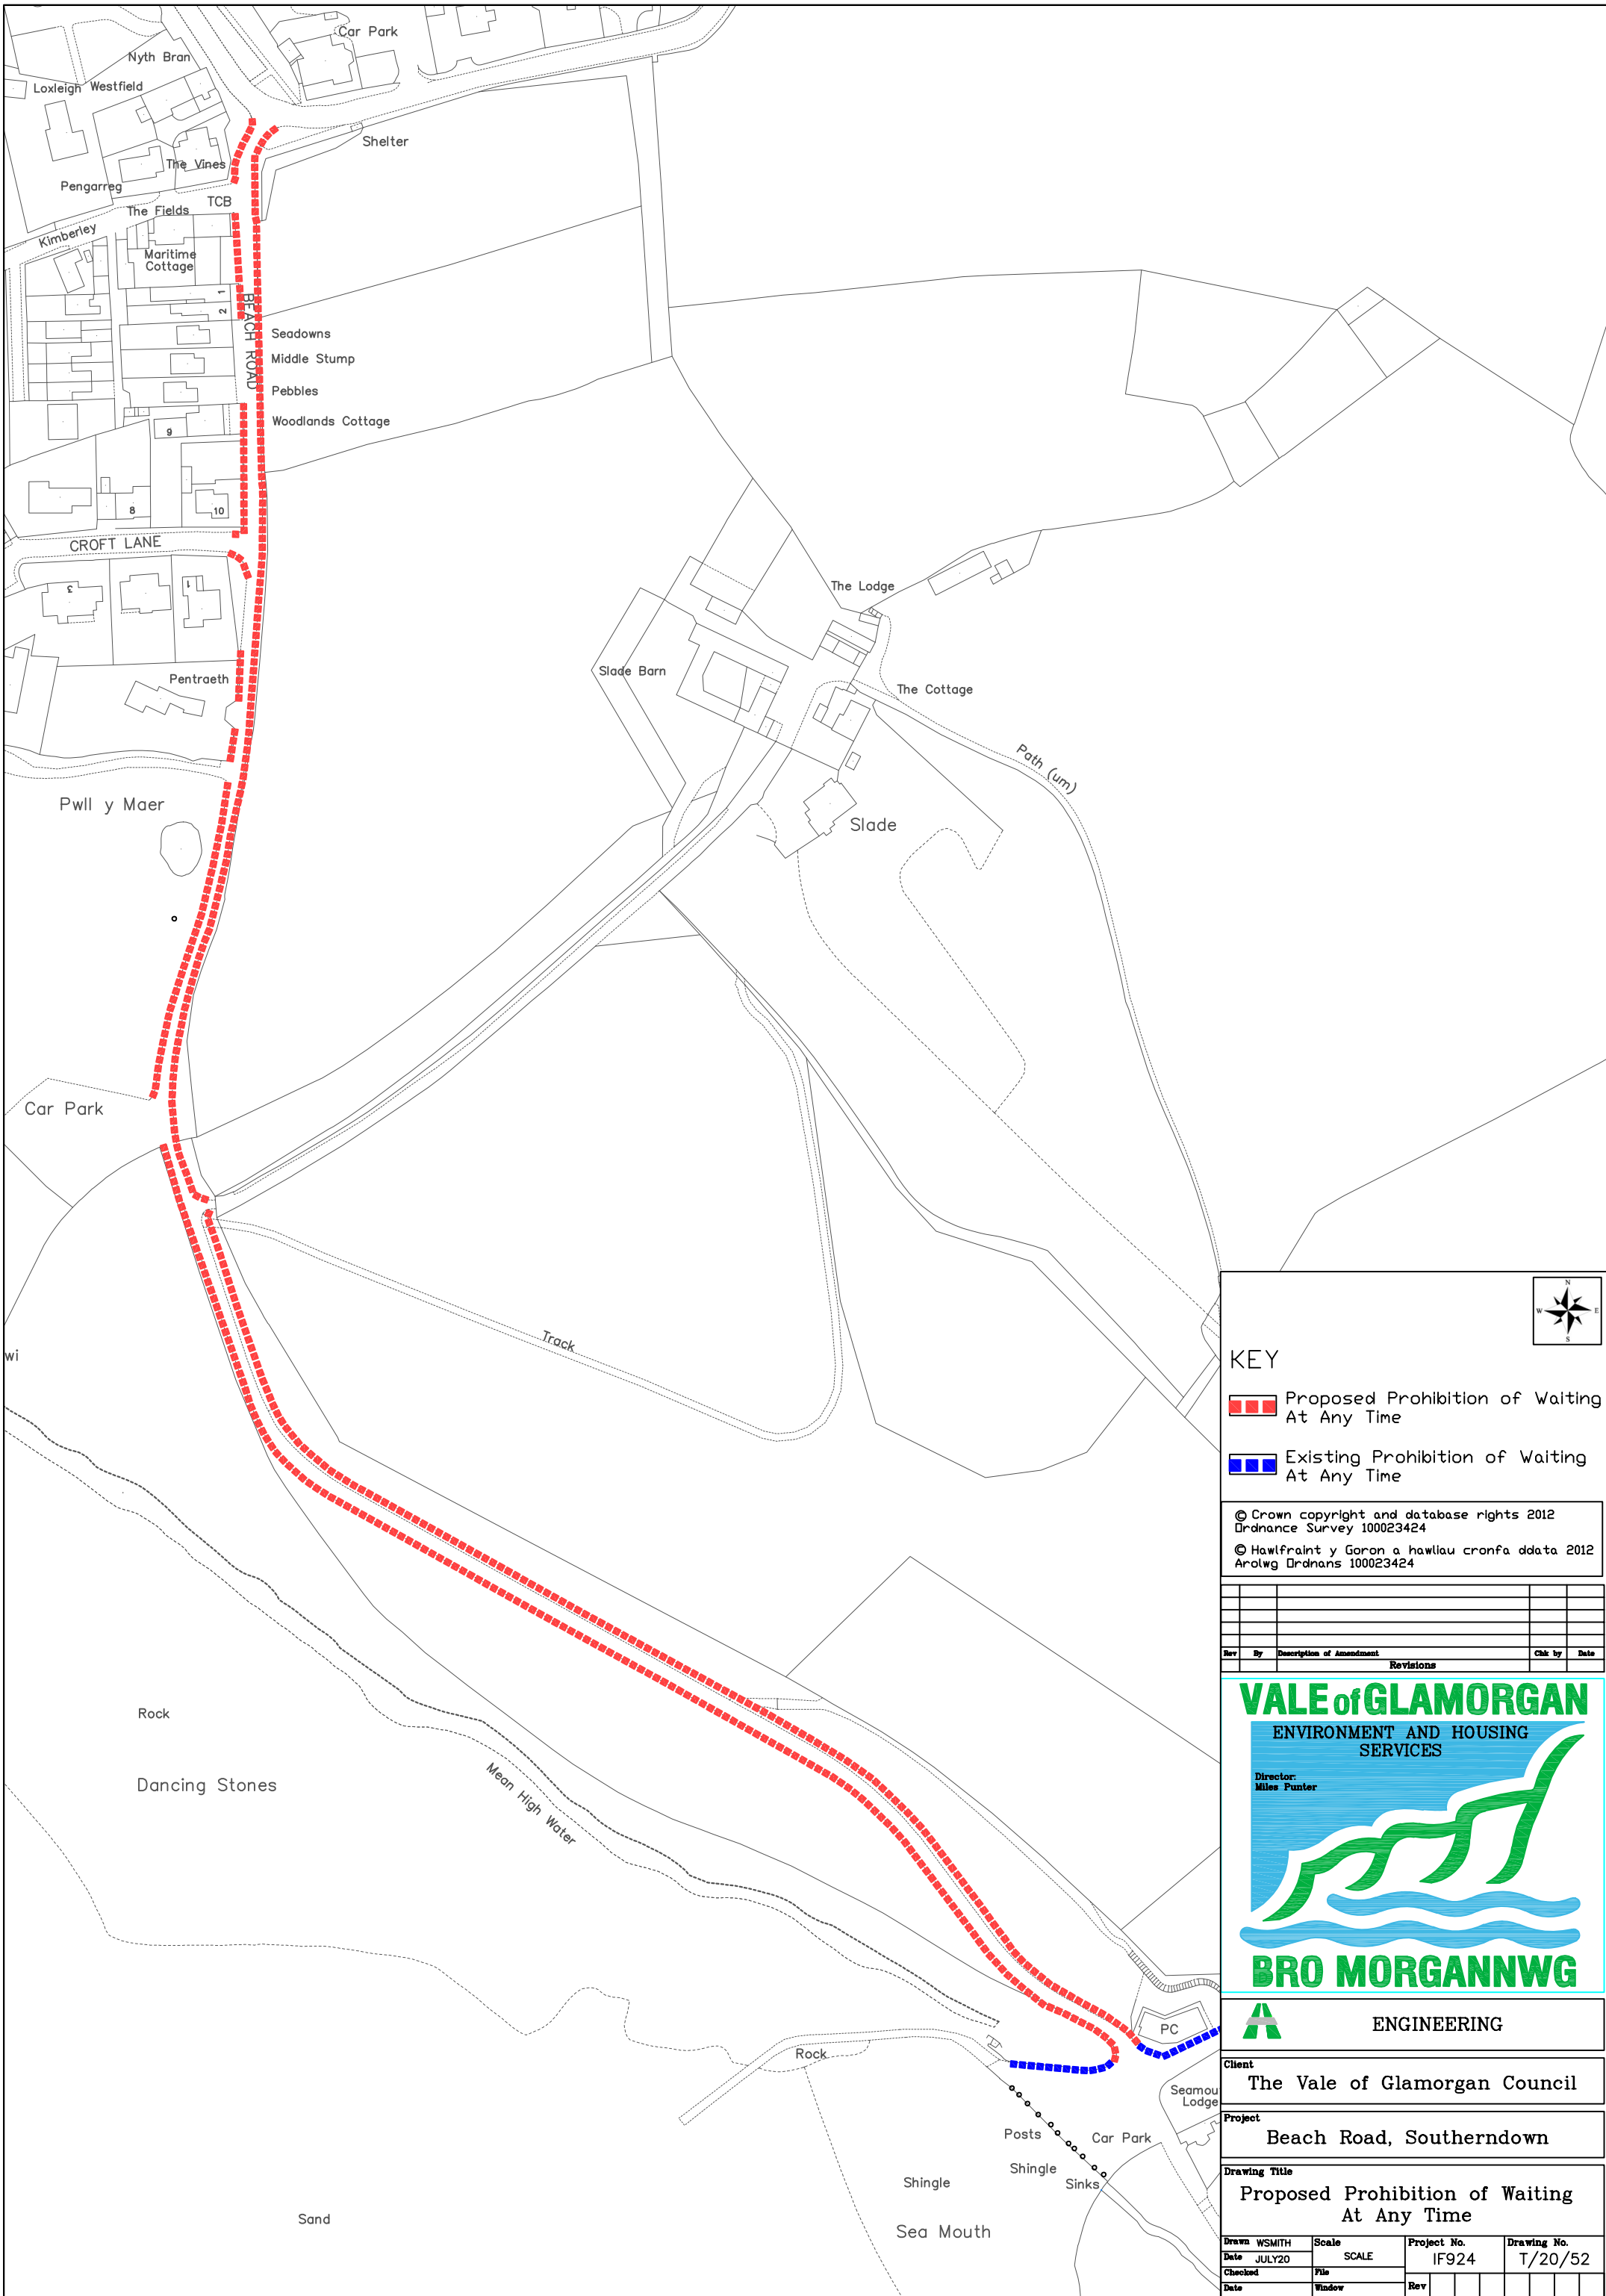 Car Park
Nyth Bran
Loxleigh
Westfield
Shelter
The Vines
Pengarreg
TCB
The Fields
Kimberley
Maritime
Cottage
1
2
BEACH ROAD
Seadowns
Middle Stump
Pebbles
Woodlands Cottage
9
8
10
CROFT LANE
3
1
The Lodge
Slade Barn
Pentraeth
The Cottage
Path (um)
Pwll y Maer
Slade
Car Park
Track
wi
Rock
Dancing Stones
Mean High Water
PC
Rock
Seamou
Lodge
Posts
Car Park
Shingle
Shingle
Sinks
Sea Mouth
Sand
N
W
E
S
KEY
Proposed Prohibition of Waiting
At Any Time
Existing Prohibition of Waiting
At Any Time
© Crown copyright and database rights 2012
Ordnance Survey 100023424
© Hawlfraint y Goron a hawliau cronfa ddata 2012
Arolwg Ordnans 100023424
Rev By Description of Amendment Chk by Date
Revisions
VALE of GLAMORGAN
ENVIRONMENT AND HOUSING
SERVICES
Director:
Miles Punter
BRO MORGANNWG
ENGINEERING
Client
The Vale of Glamorgan Council
Project
Beach Road, Southerndown
Drawing Title
Proposed Prohibition of Waiting
At Any Time
Drawn WSMITH
Date JULY20
Checked
Date
Scale
SCALE
File
Window
Project No.
IF924
Drawing No.
T/20/52
Rev